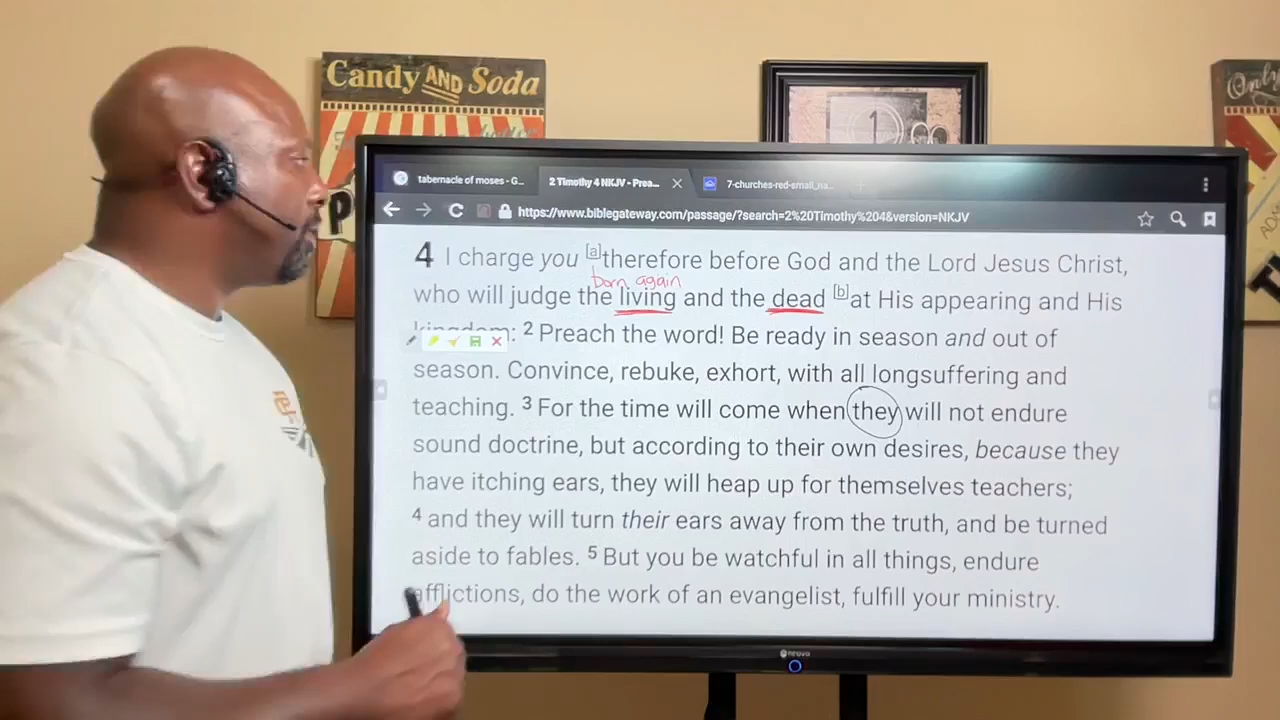 Candy AND Soda
Only
1
P
tabernacle of moses - G...
2 Timothy 4 NKJV - Prea...
7-churches-red-small_na...
https://www.biblegateway.com/passage/?search=2%20Timothy%204&version=NKJV
4 I charge you [a]therefore before God and the Lord Jesus Christ,
born again
who will judge the living and the dead [b]at His appearing and His
kingdom: 2 Preach the word! Be ready in season and out of
season. Convince, rebuke, exhort, with all longsuffering and
teaching. 3 For the time will come when they will not endure
sound doctrine, but according to their own desires, because they
have itching ears, they will heap up for themselves teachers;
4 and they will turn their ears away from the truth, and be turned
aside to fables. 5 But you be watchful in all things, endure
afflictions, do the work of an evangelist, fulfill your ministry.